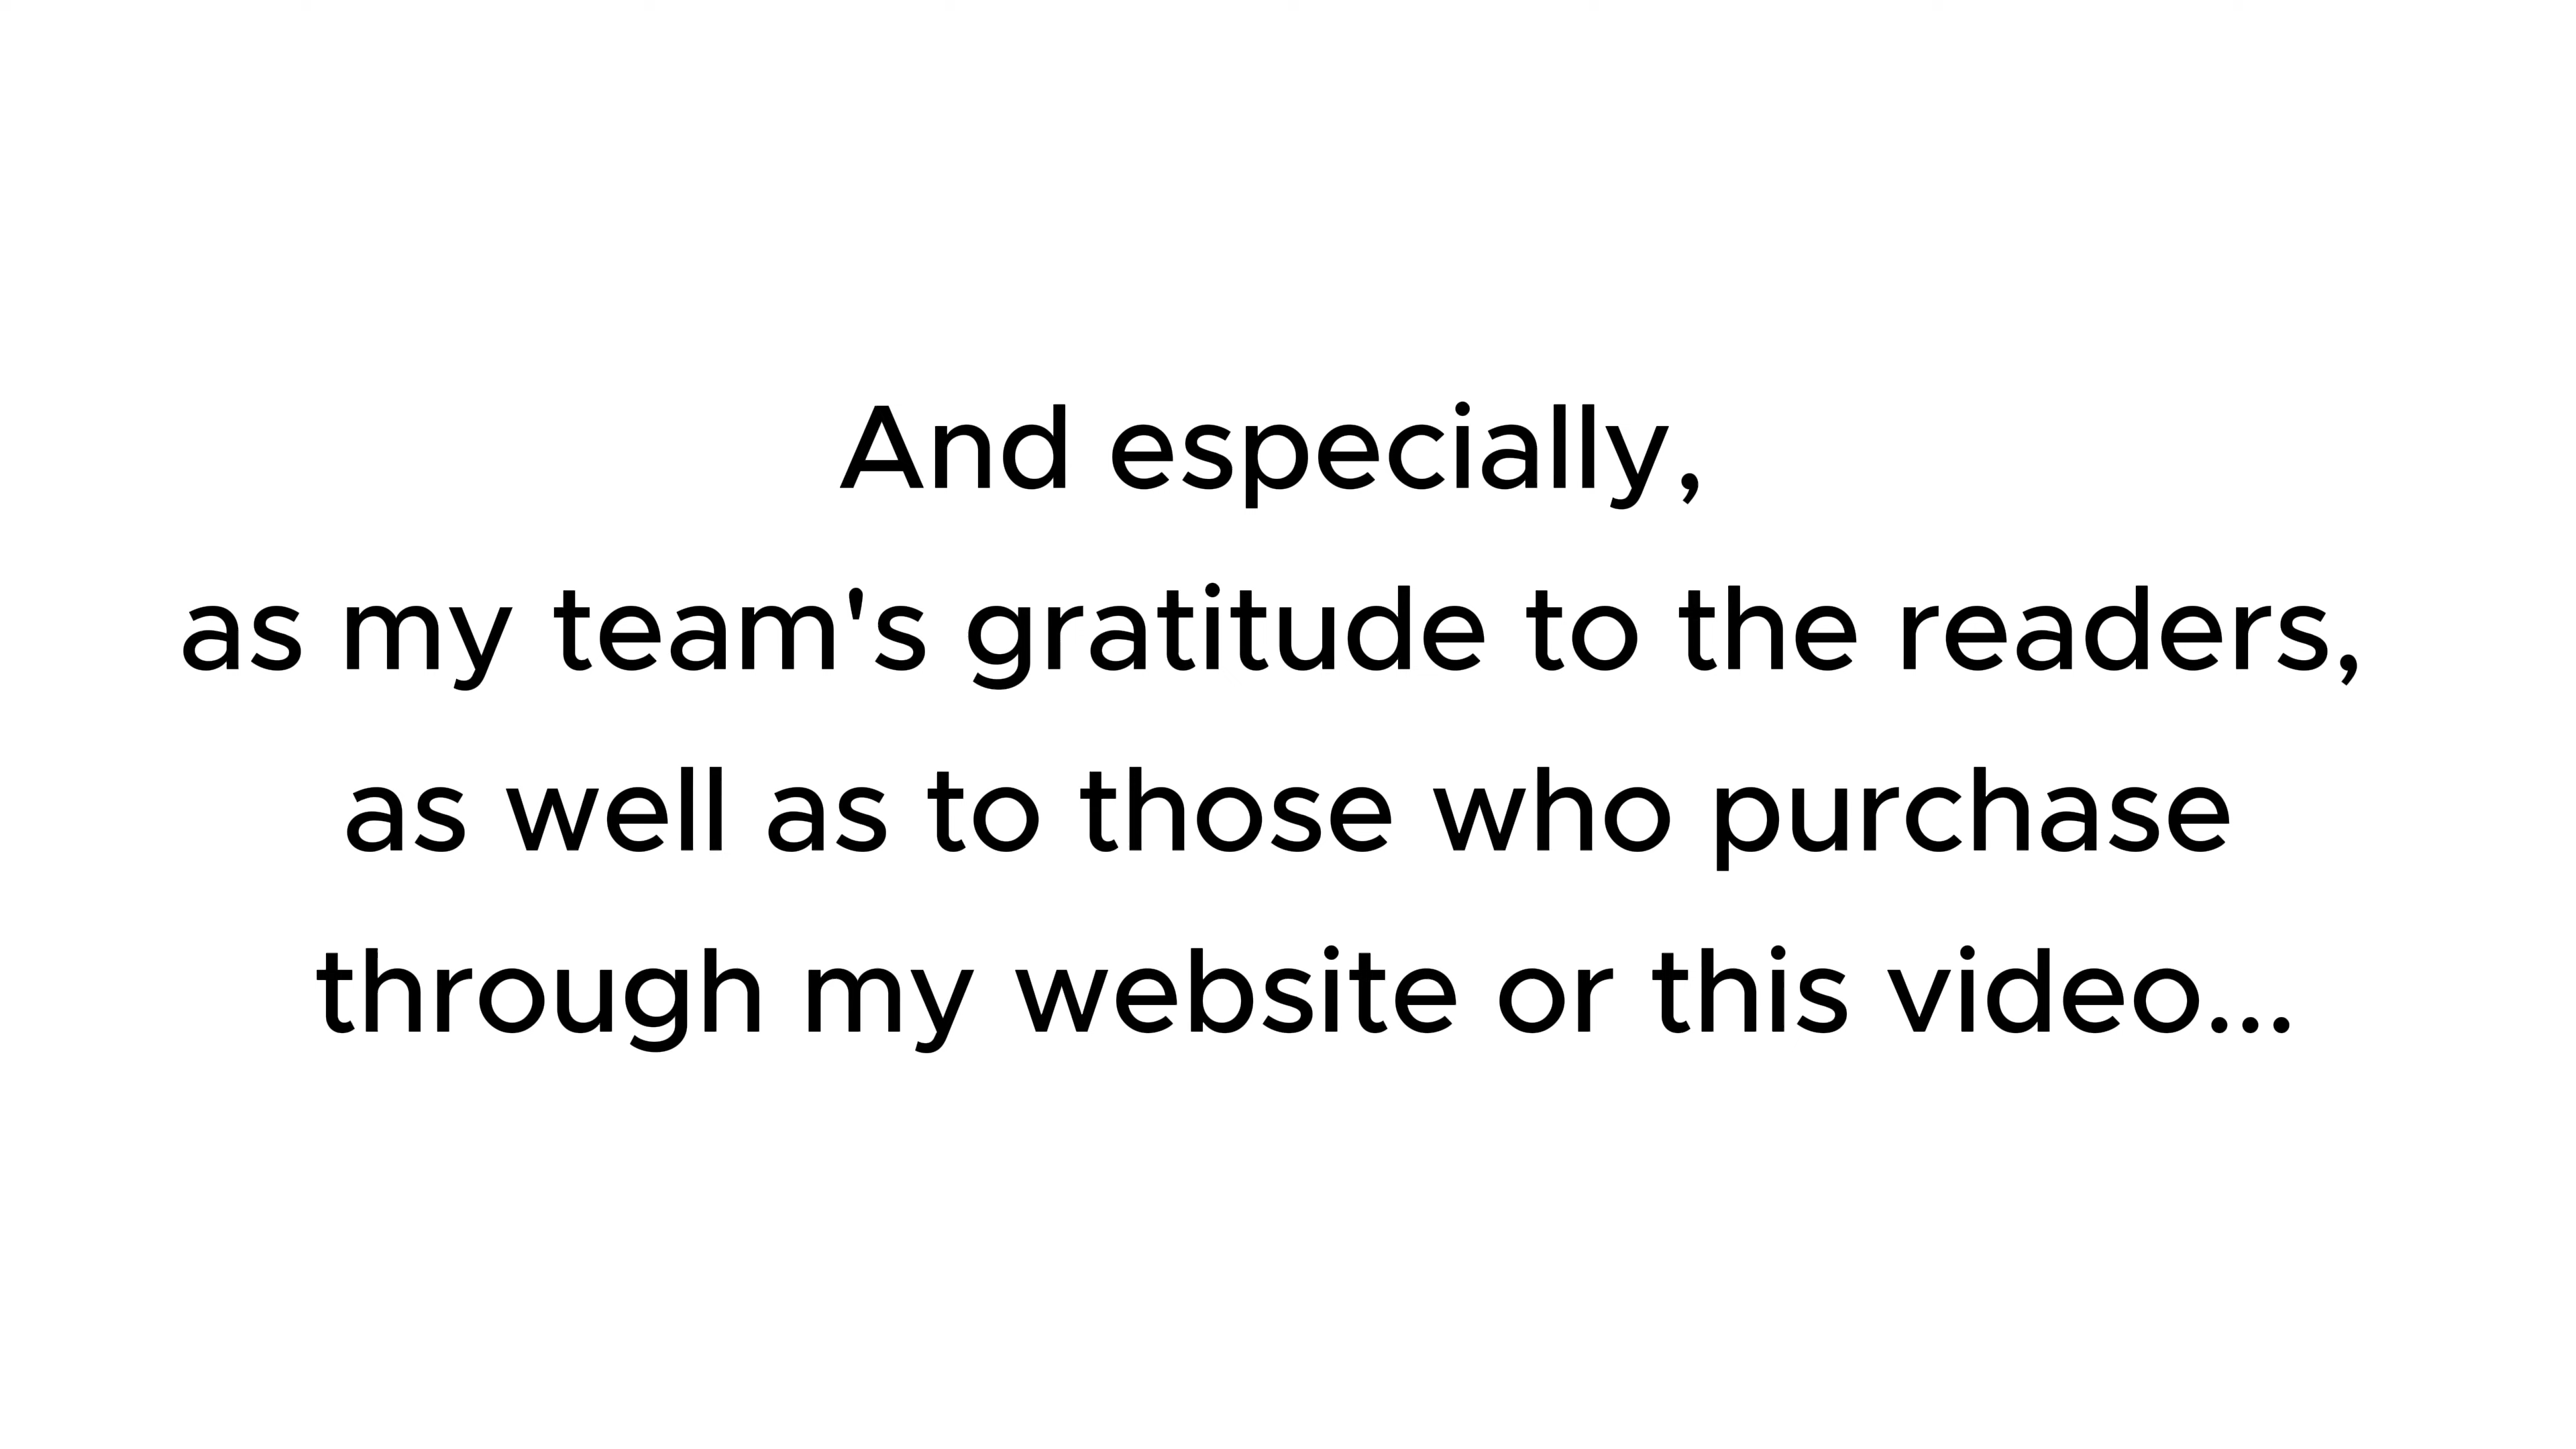 And especially,
as my team's gratitude to the readers,
as well as to those who purchase
through my website or this video...